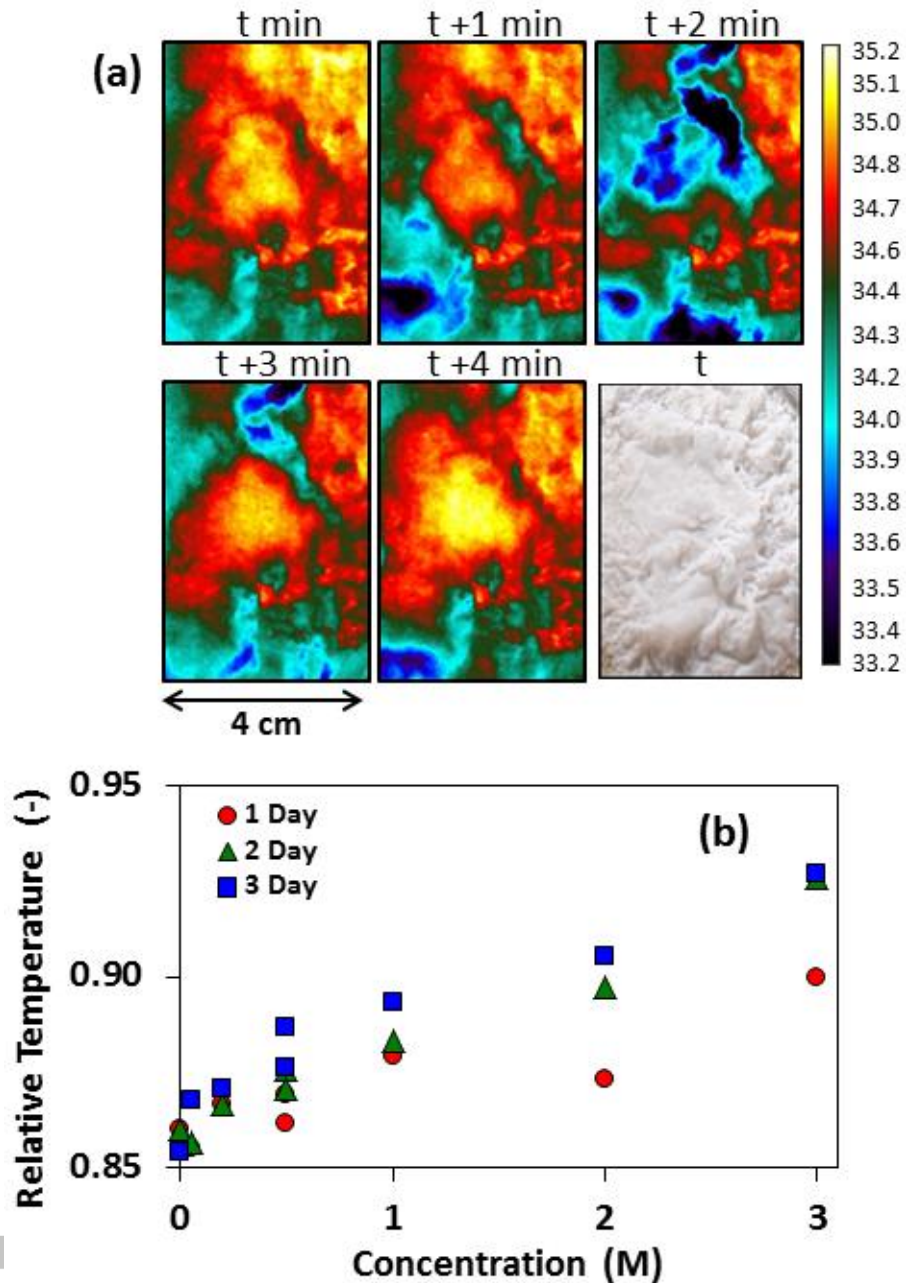 (a)
t min
t +1 min
t +2 min
35.2
35.1
35.0
34.8
34.7
34.6
34.4
34.3
34.2
34.0
33.9
33.8
33.6
33.5
33.4
33.2
t +3 min
t +4 min
t
4 cm
(b)
Relative Temperature (-)
0.95
0.90
0.85
1 Day
2 Day
3 Day
0 1 2 3
Concentration (M)